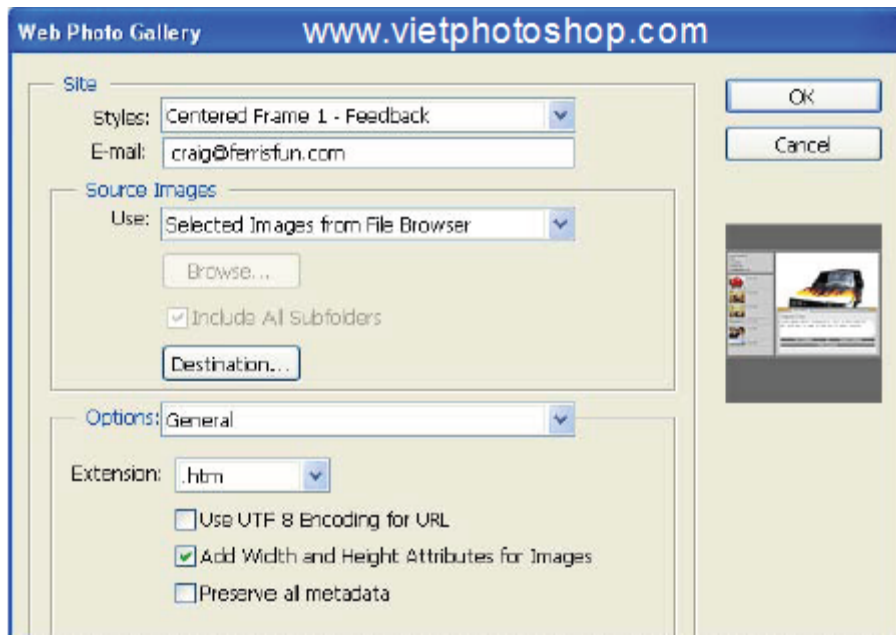 Web Photo Gallery www.vietphotoshop.com
Site
Styles: Centered Frame 1 - Feedback
E-mail: craig@ferrisfun.com
Source Images
Use: Selected Images from File Browser
Browse...
Include All Subfolders
Destination...
Options: General
Extension: .htm
Use UTF 8 Encoding for URL
Add Width and Height Attributes for Images
Preserve all metadata
OK
Cancel